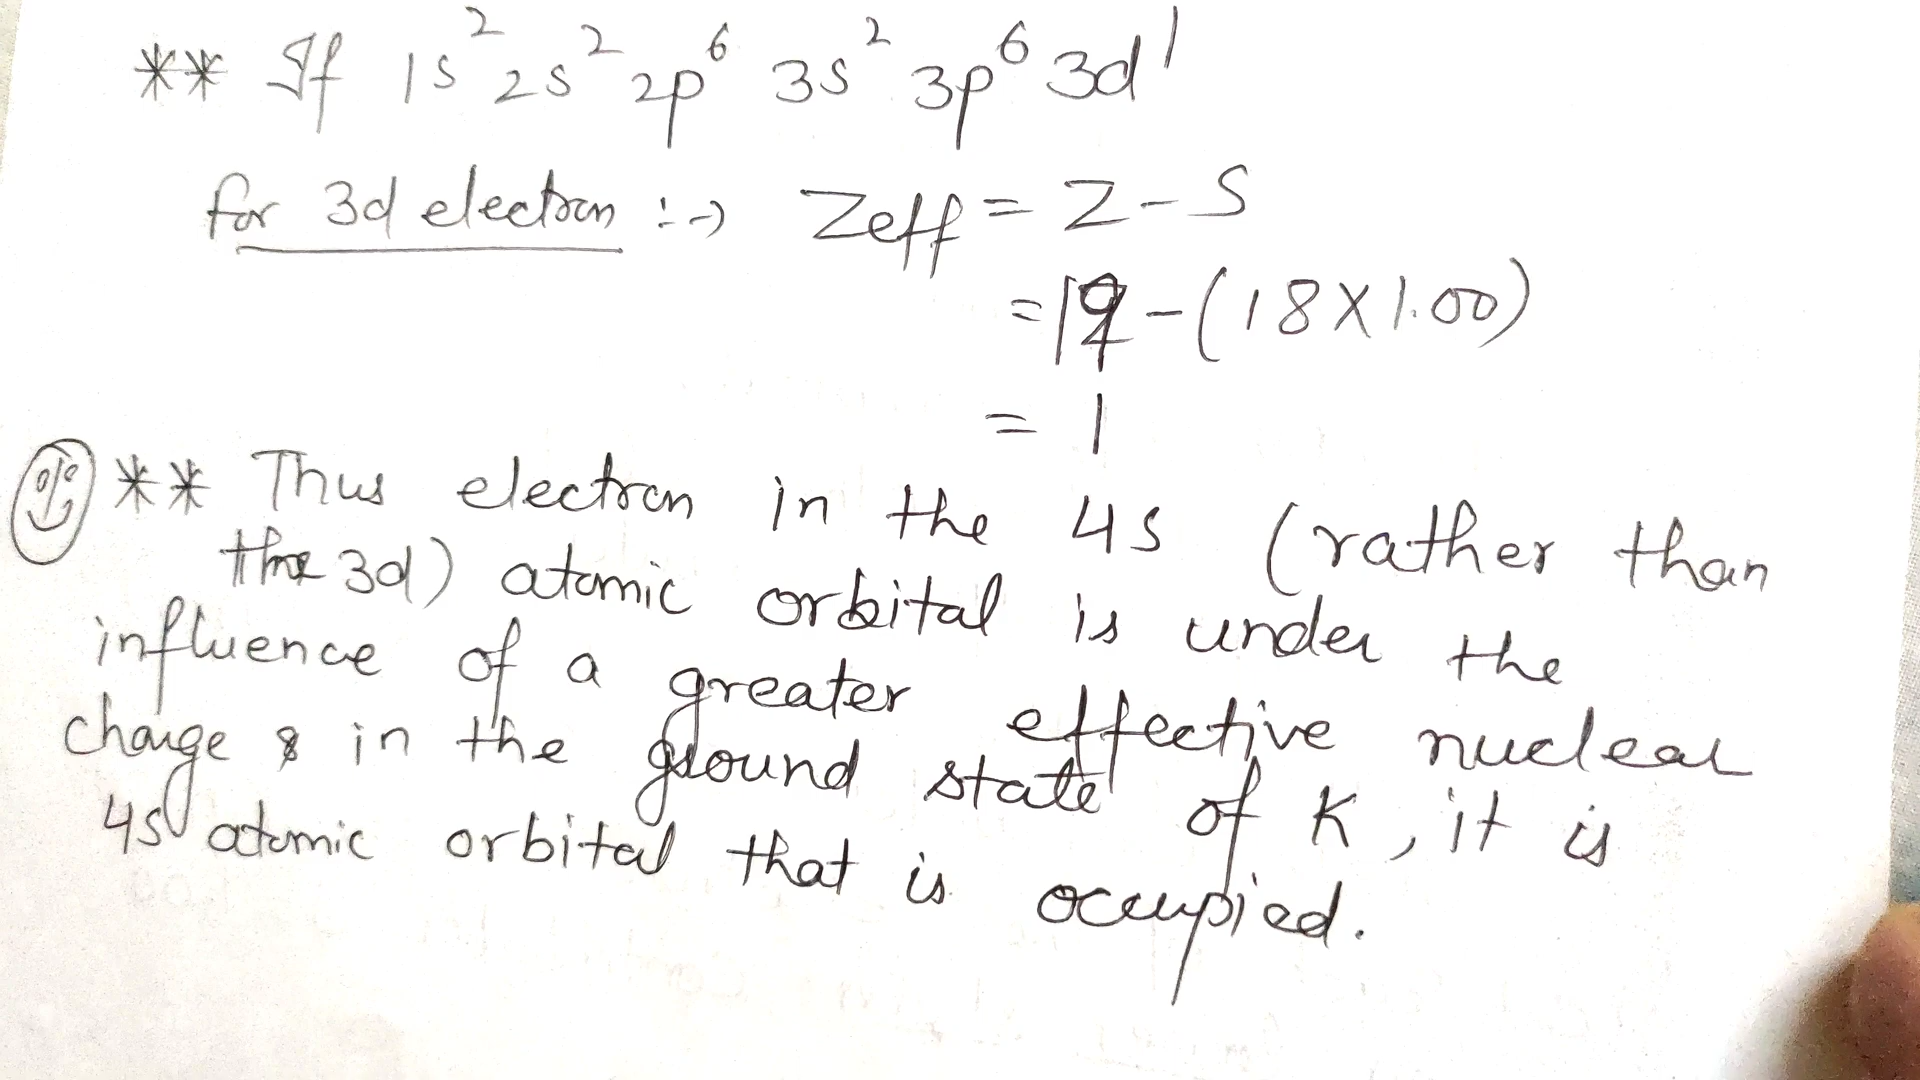 ** If 1s² 2s² 2p⁶ 3s² 3p⁶ 3d¹
for 3d electron :→ Zeff = Z - S
= 19 - (18 X 1.00)
= 1
** Thus electron in the 4s (rather than
the 3d) atomic orbital is under the
influence of a greater effective nuclear
charge & in the ground state of K, it is
4s atomic orbital that is occupied.